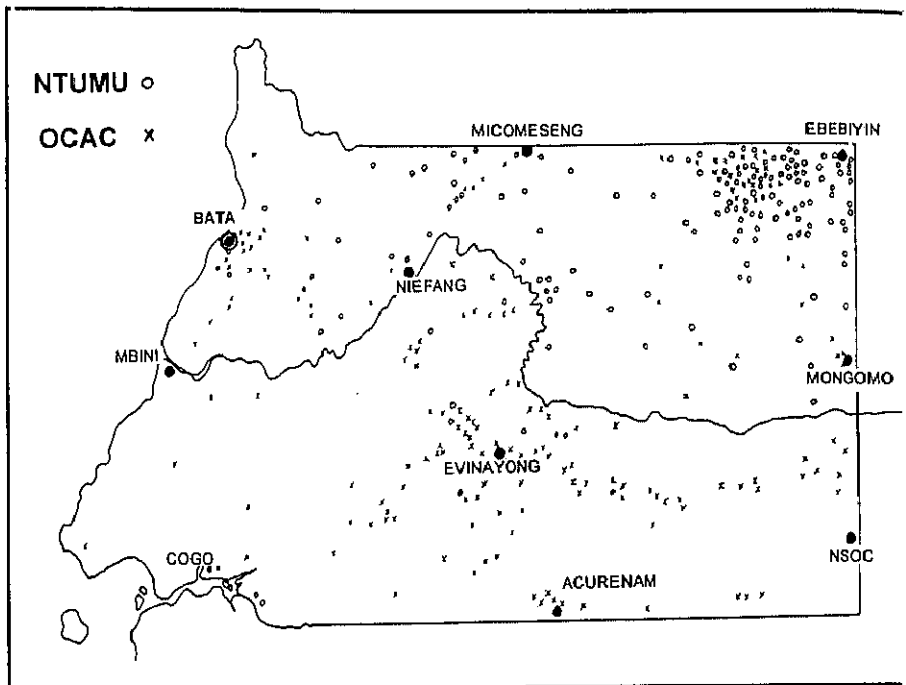 NTUMU o
OCAC x
MICOMESENG
EBEBIYIN
BATA
NIEFANG
MBINI
MONGOMO
EVINAYONG
NSOC
COGO
ACURENAM